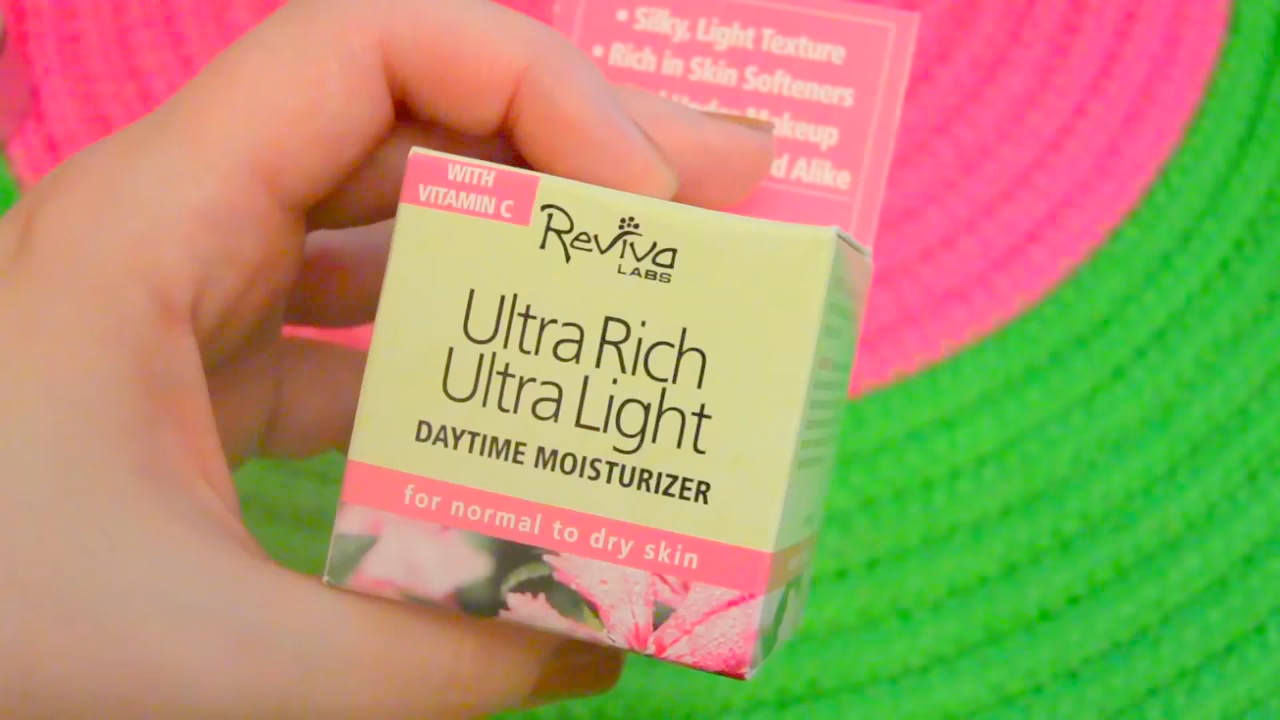 • Silky, Light Texture
• Rich in Skin Softeners
Under Makeup
Alike
WITH
VITAMIN C
Reviva
LABS
Ultra Rich
Ultra Light
DAYTIME MOISTURIZER
for normal to dry skin